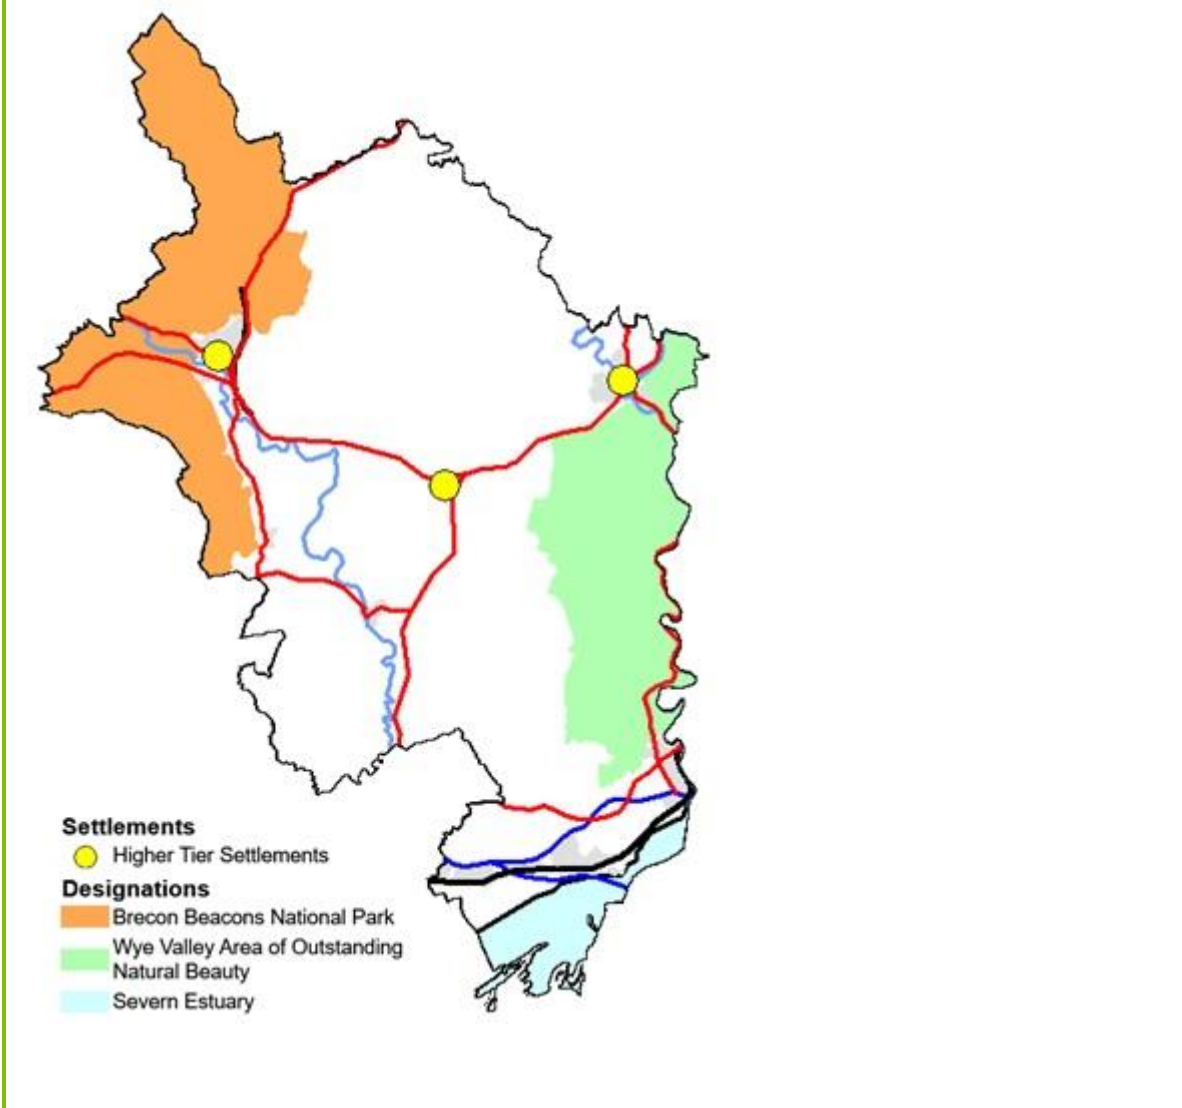 Settlements
Higher Tier Settlements
Designations
Brecon Beacons National Park
Wye Valley Area of Outstanding
Natural Beauty
Severn Estuary